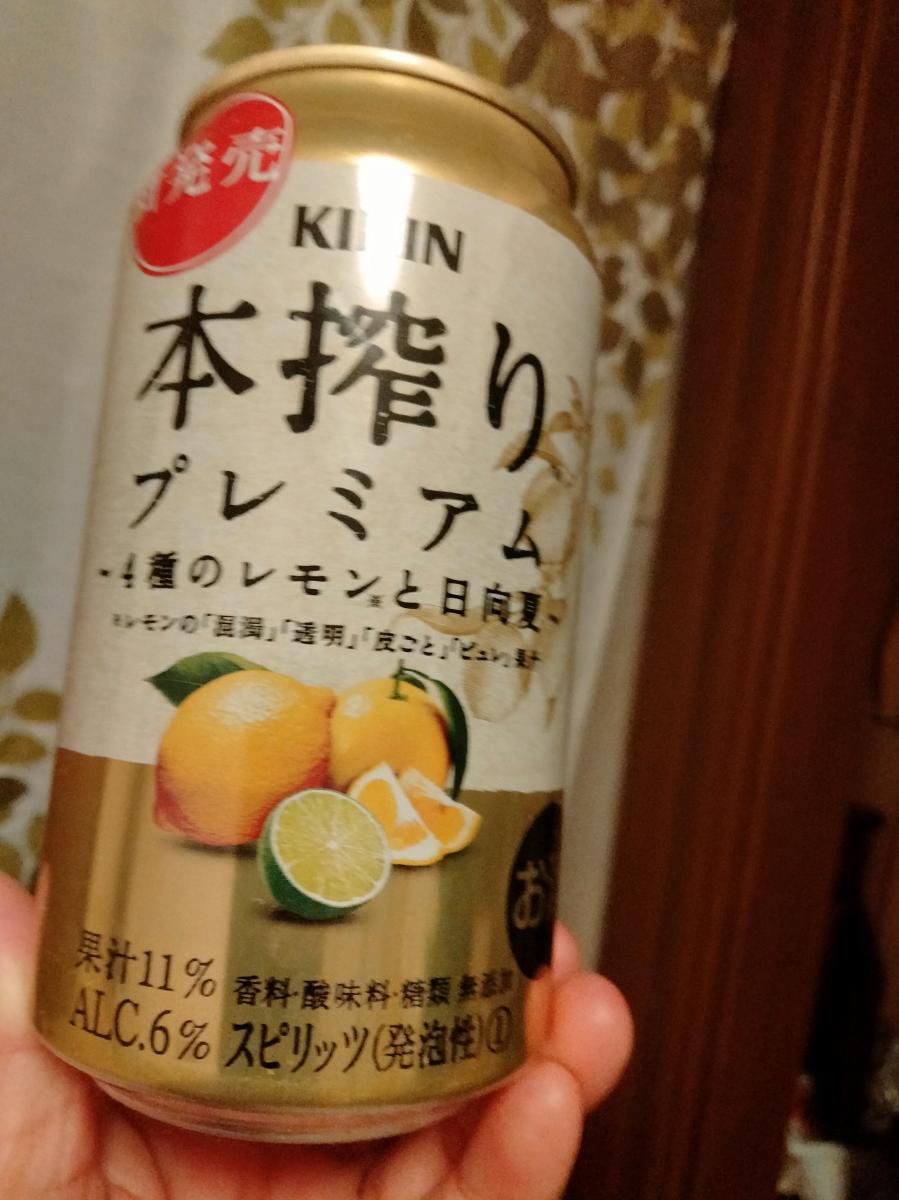 発売
KIRIN
本搾り
プレミアム
~4種のレモン※と日向夏~
※レモンの「混濁」「透明」「皮ごと」「ピュレ」果汁
お
果汁11%
ALC.6%
香料・酸味料・糖類 無添加
スピリッツ(発泡性)①